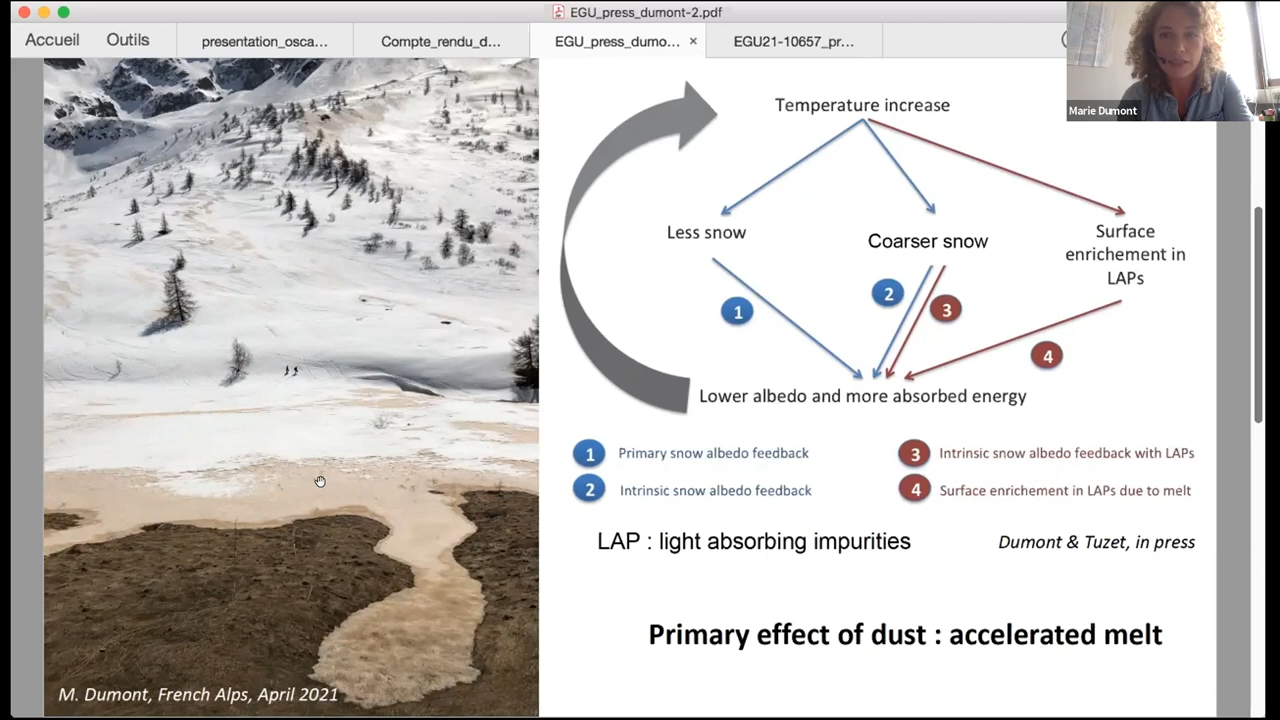 EGU_press_dumont-2.pdf
Accueil
Outils
presentation_osca...
Compte_rendu_d...
EGU_press_dumo... ×
EGU21-10657_pr...
Marie Dumont
Temperature increase
Less snow
Coarser snow
Surface
enrichement in
LAPs
1
2
3
4
Lower albedo and more absorbed energy
1 Primary snow albedo feedback
3 Intrinsic snow albedo feedback with LAPs
2 Intrinsic snow albedo feedback
4 Surface enrichment in LAPs due to melt
LAP : light absorbing impurities
Dumont & Tuzet, in press
Primary effect of dust : accelerated melt
M. Dumont, French Alps, April 2021